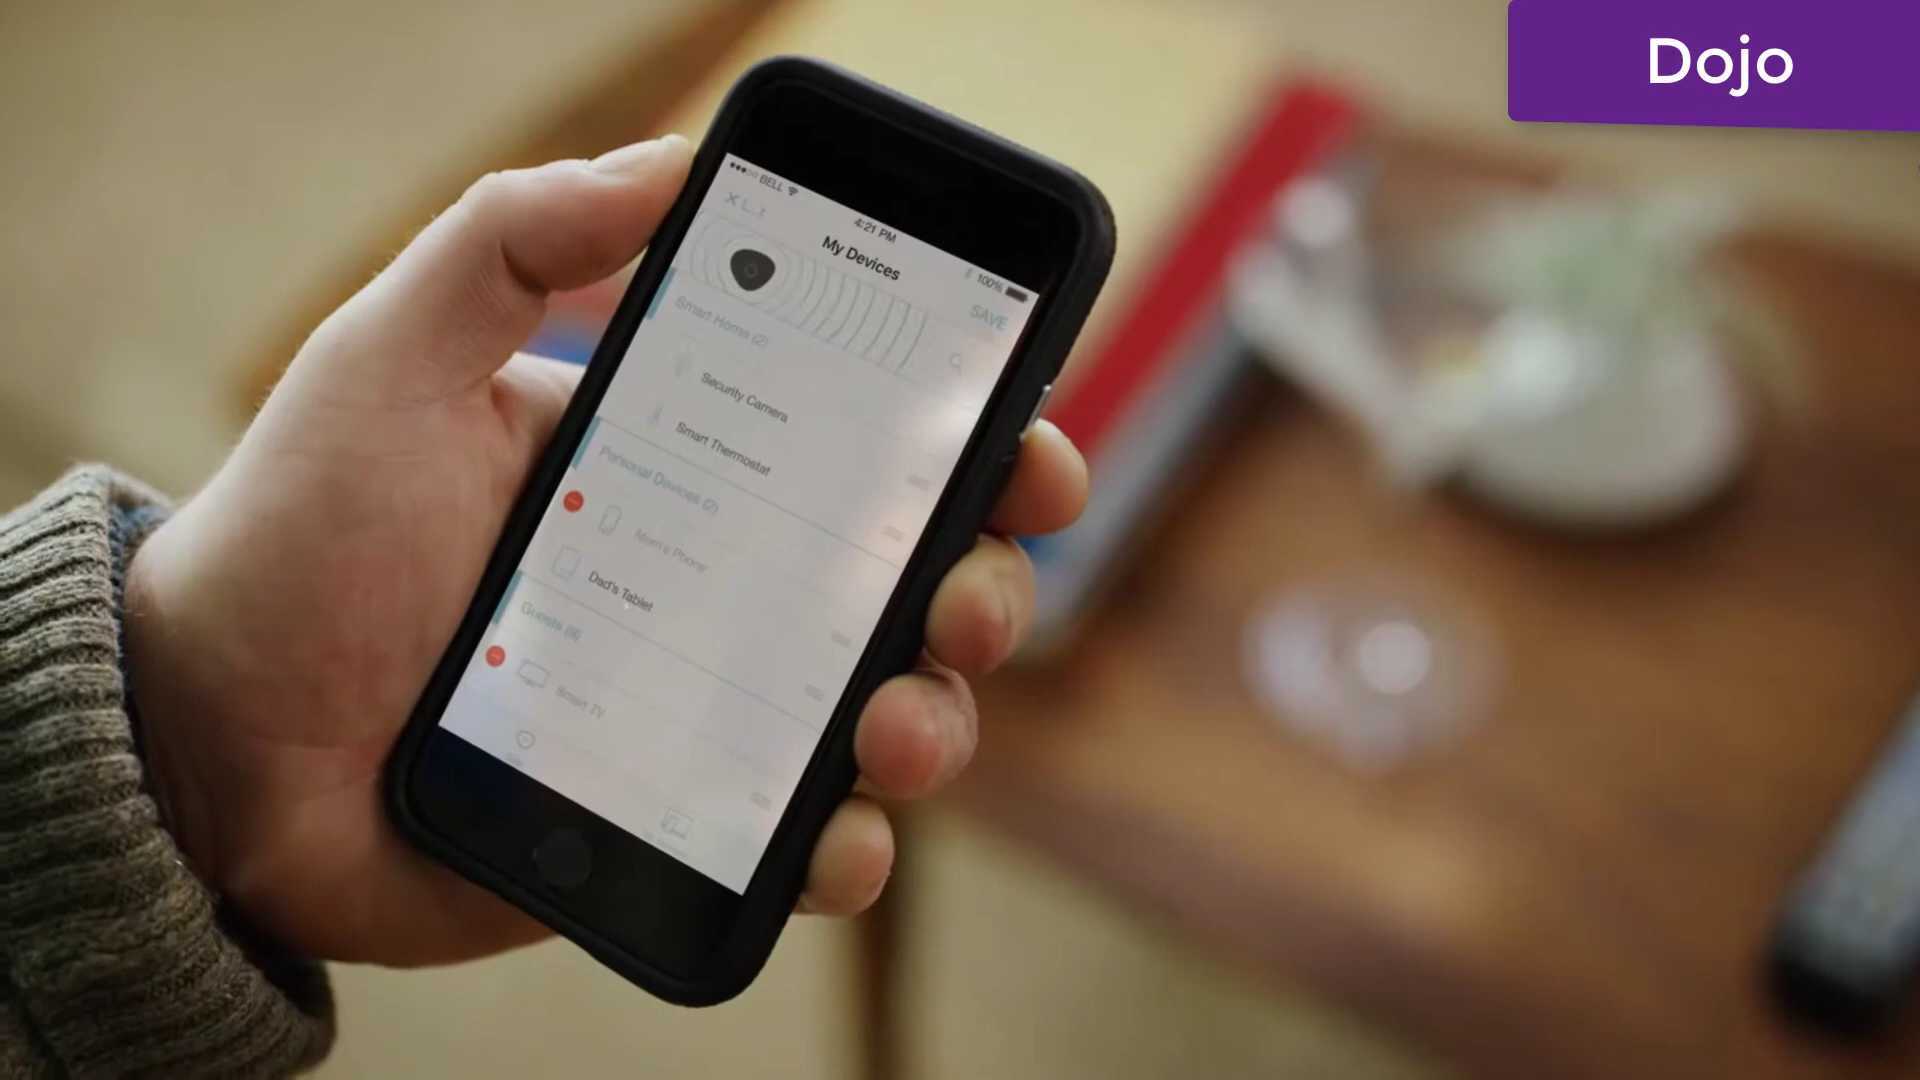 Dojo
BELL
4:21 PM
100%
My Devices
SAVE
Smart Home (2)
Security Camera
Smart Thermostat
Personal Devices (2)
Mom's Phone
Dad's Tablet
Guests (9)
Smart TV